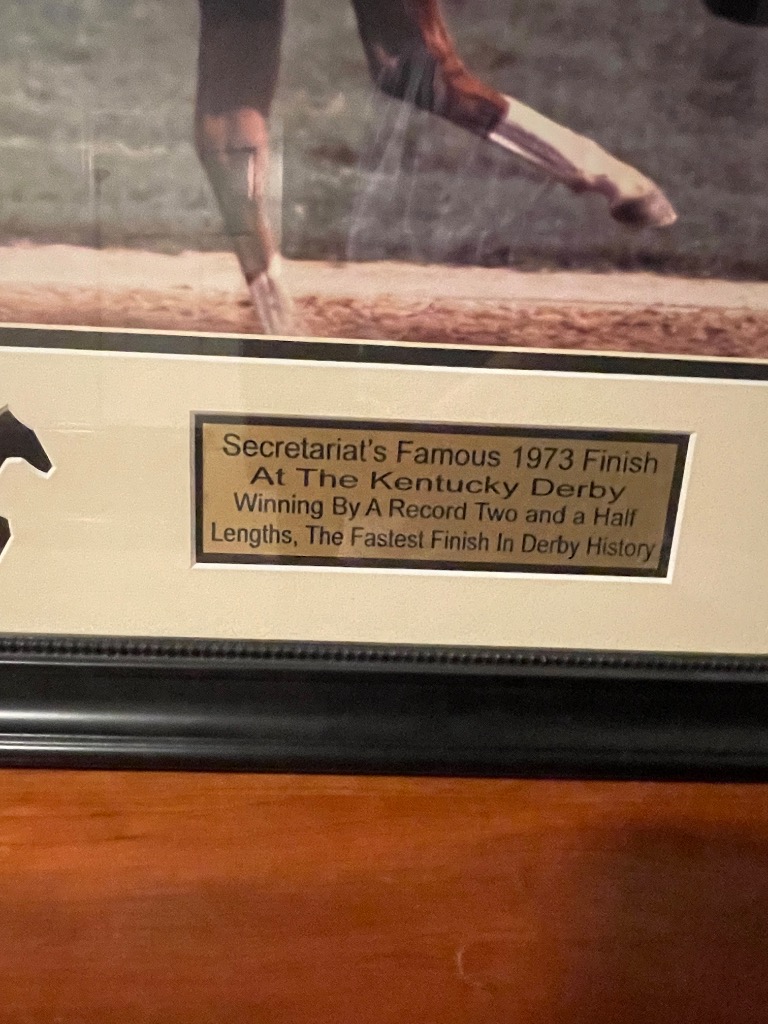 Secretariat's Famous 1973 Finish
At The Kentucky Derby
Winning By A Record Two and a Half
Lengths, The Fastest Finish In Derby History